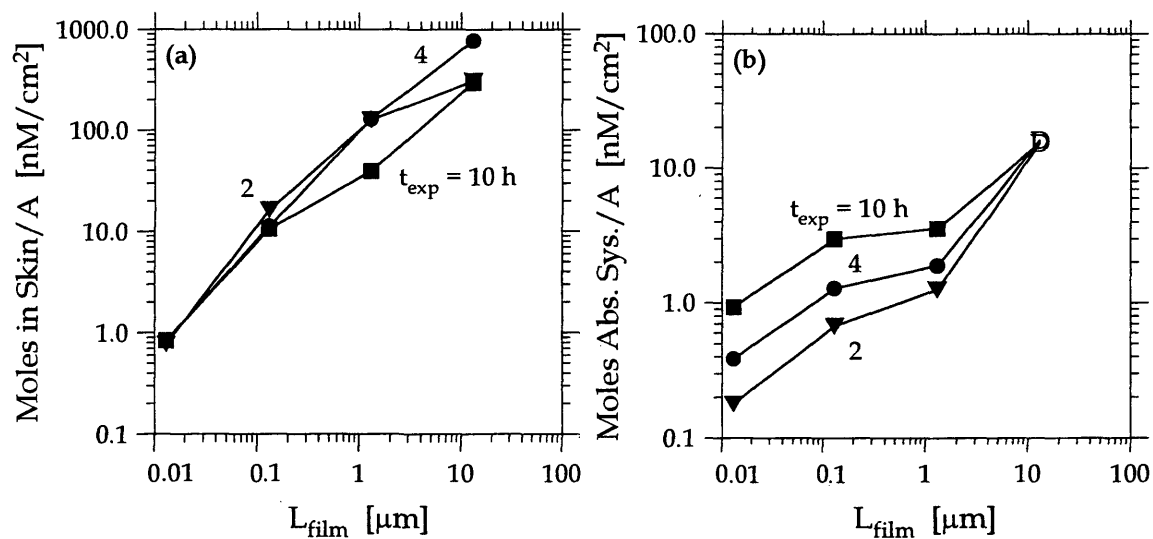 Moles in Skin/A [nM/cm²]
1000.0
100.0
10.0
1.0
0.1
(a)
4
2
t_exp = 10 h
0.01
0.1
1
10
100
L_film [μm]
Moles Abs. Sys./A [nM/cm²]
100.0
10.0
1.0
0.1
(b)
D
t_exp = 10 h
4
2
0.01
0.1
1
10
100
L_film [μm]